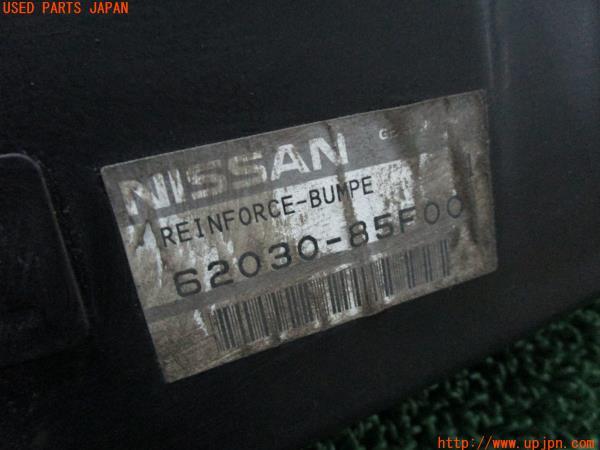 USED PARTS JAPAN
NISSAN
REINFORCE-BUMPE
62030-85F00
http://www.upjpn.com